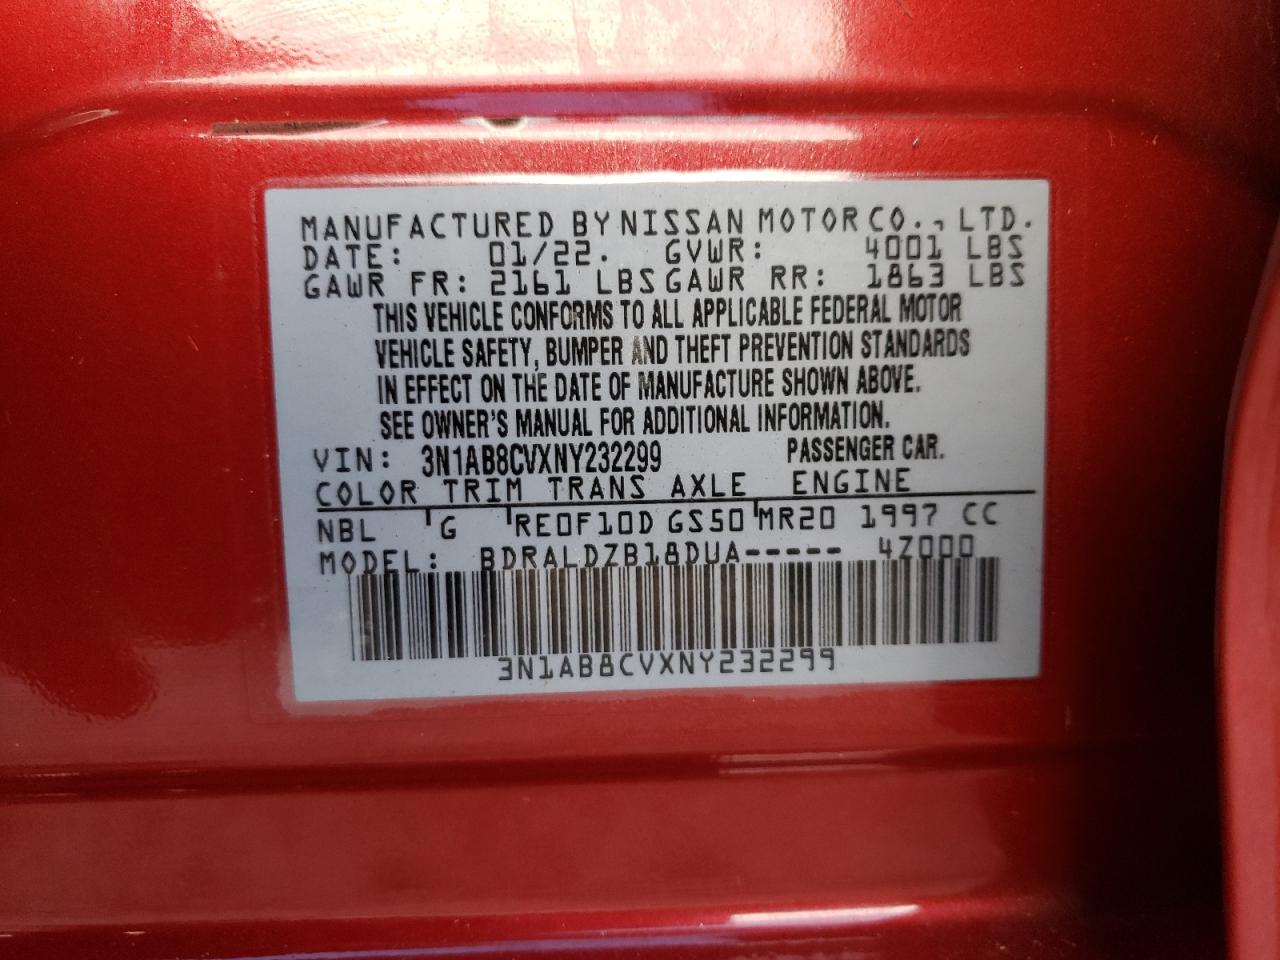 MANUFACTURED BY NISSAN MOTOR CO., LTD.
DATE: 01/22. GVWR: 4001 LBS
GAWR FR: 2161 LBS GAWR RR: 1863 LBS
THIS VEHICLE CONFORMS TO ALL APPLICABLE FEDERAL MOTOR
VEHICLE SAFETY, BUMPER AND THEFT PREVENTION STANDARDS
IN EFFECT ON THE DATE OF MANUFACTURE SHOWN ABOVE.
SEE OWNER'S MANUAL FOR ADDITIONAL INFORMATION.
VIN: 3N1AB8CVXNY232299 PASSENGER CAR.
COLOR TRIM TRANS AXLE ENGINE
NBL G RE0F10D GS50 MR20 1997 CC
MODEL: BDRALDZB18DUA----- 4Z000
3N1AB8CVXNY232299